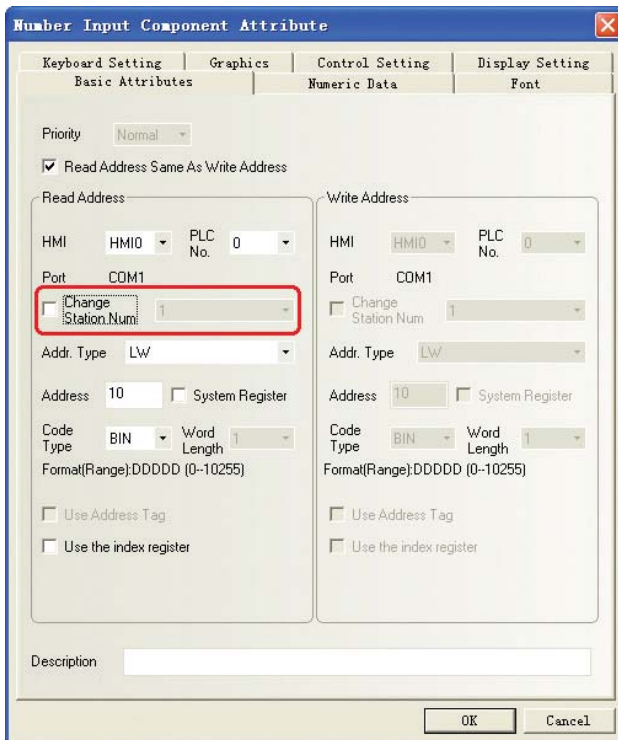 Number Input Component Attribute
Keyboard Setting Graphics Control Setting Display Setting
Basic Attributes Numeric Data Font
Priority Normal
Read Address Same As Write Address
Read Address
HMI HMI0 PLC No. 0
Port COM1
Change Station Num 1
Addr. Type LW
Address 10 System Register
Code Type BIN Word Length 1
Format(Range):DDDDD (0--10255)
Use Address Tag
Use the index register
Write Address
HMI HMI0 PLC No. 0
Port COM1
Change Station Num 1
Addr. Type LW
Address 10 System Register
Code Type BIN Word Length 1
Format(Range):DDDDD (0--10255)
Use Address Tag
Use the index register
Description
OK Cancel